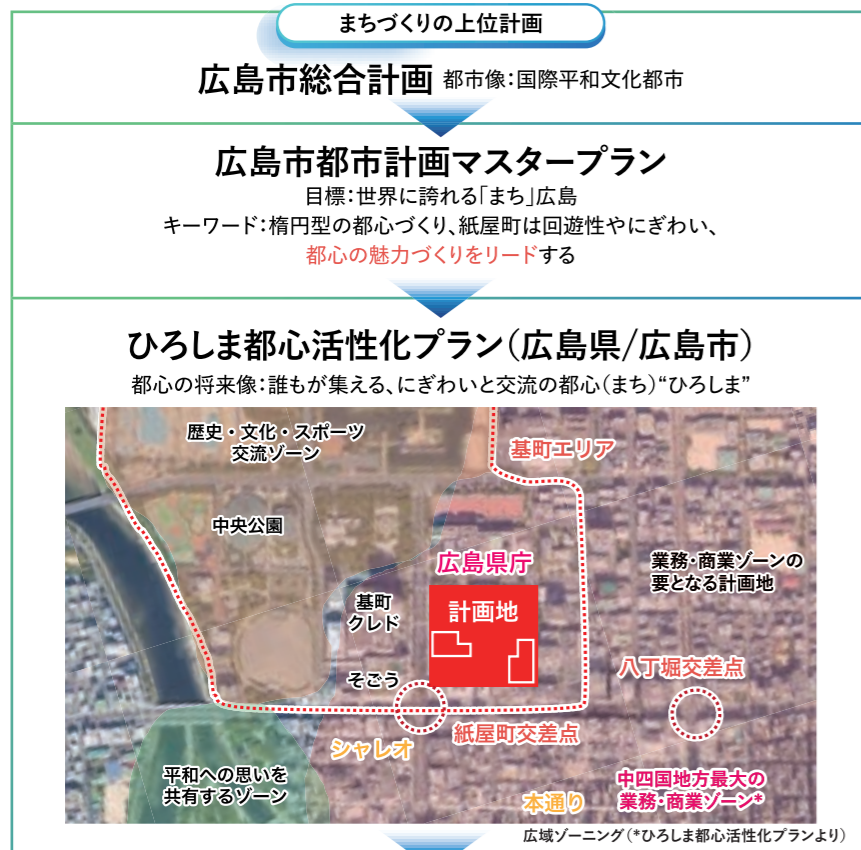 まちづくりの上位計画
広島市総合計画 都市像：国際平和文化都市
広島市都市計画マスタープラン
目標：世界に誇れる「まち」広島
キーワード：楕円型の都心づくり、紙屋町は回遊性やにぎわい、
都心の魅力づくりをリードする
ひろしま都心活性化プラン（広島県/広島市）
都心の将来像：誰もが集える、にぎわいと交流の都心（まち）“ひろしま”
歴史・文化・スポーツ
交流ゾーン
基町エリア
中央公園
広島県庁
業務・商業ゾーンの
要となる計画地
基町
クレド
計画地
そごう
八丁堀交差点
シャレオ
紙屋町交差点
平和への思いを
共有するゾーン
本通り
中四国地方最大の
業務・商業ゾーン*
広域ゾーニング（*ひろしま都心活性化プランより）